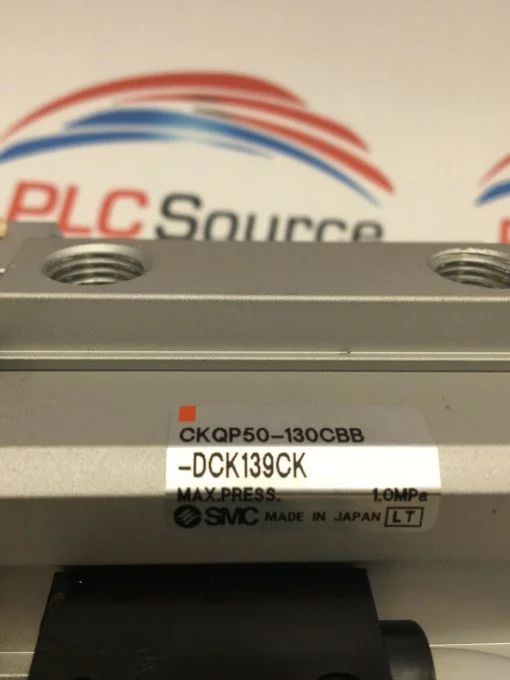 PLC Source
CKQP50-130CBB
-DCK139CK
MAX.PRESS. 1.0MPa
SMC MADE IN JAPAN LT